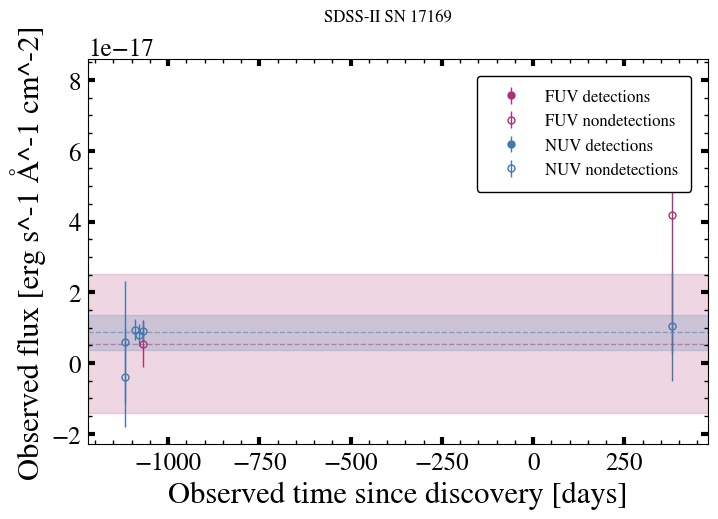 SDSS-II SN 17169
1e−17
8
6
4
2
0
−2
Observed flux [erg s^-1 Å^-1 cm^-2]
FUV detections
FUV nondetections
NUV detections
NUV nondetections
−1000 −750 −500 −250 0 250
Observed time since discovery [days]